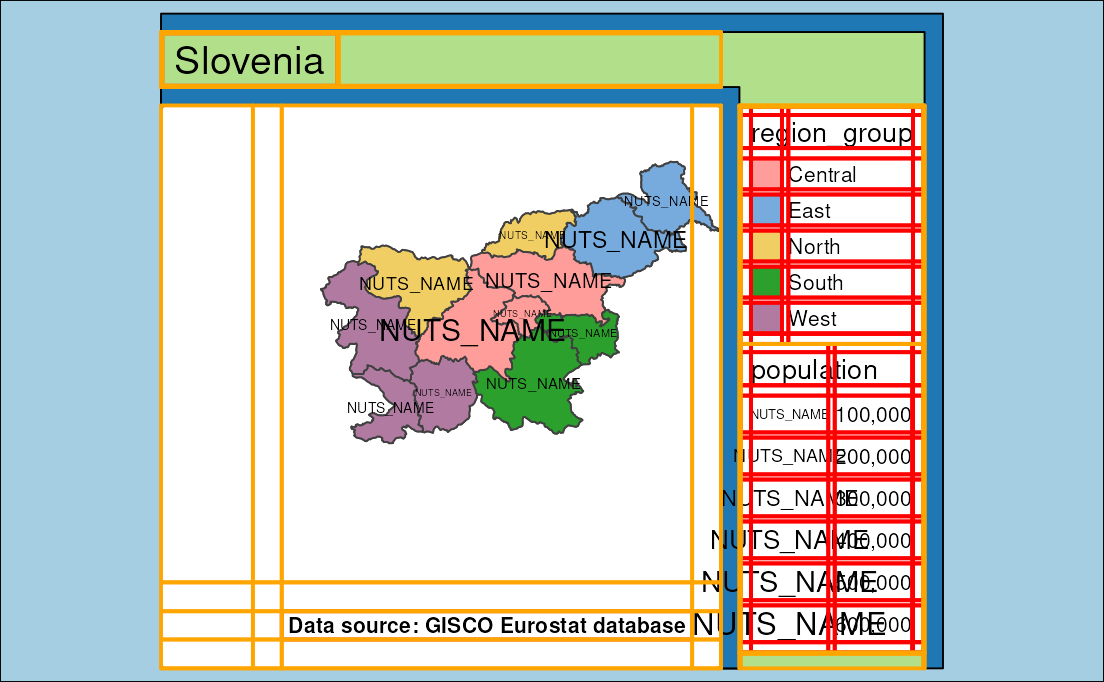 Slovenia
region_group
Central
East
North
South
West
NUTS_NAME
NUTS_NAME
NUTS_NAME
NUTS_NAME
NUTS_NAME
NUTS_NAME
NUTS_NAME
NUTS_NAME
NUTS_NAME
NUTS_NAME
NUTS_NAME
NUTS_NAME
population
NUTS_NAME 100,000
NUTS_NAME 200,000
NUTS_NAME 300,000
NUTS_NAME 400,000
NUTS_NAME 500,000
NUTS_NAME 600,000
Data source: GISCO Eurostat database